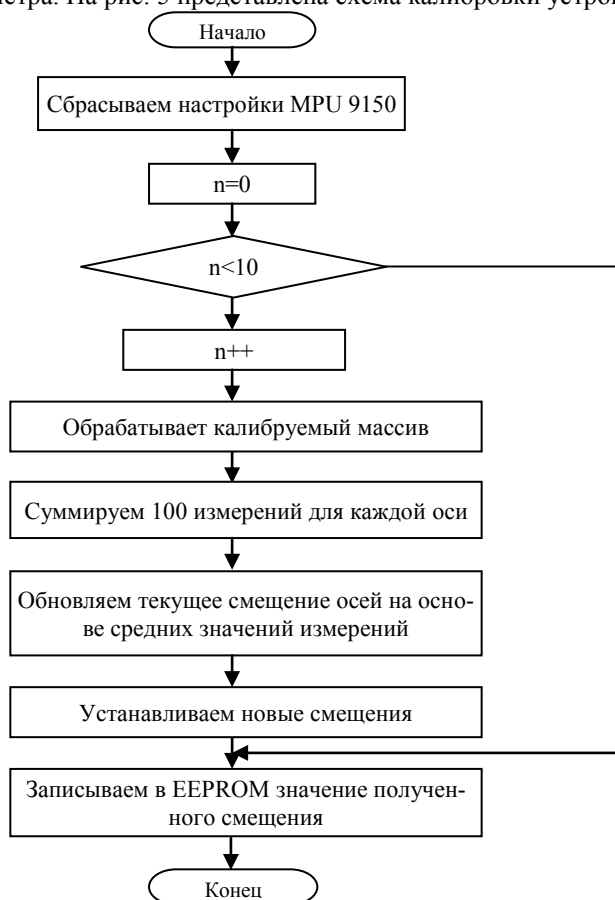 етра. На рис. 5 представлена схема калибровки устрой
Начало
Сбрасываем настройки MPU 9150
n=0
n<10
n++
Обрабатывает калибруемый массив
Суммируем 100 измерений для каждой оси
Обновляем текущее смещение осей на осно-
ве средних значений измерений
Устанавливаем новые смещения
Записываем в EEPROM значение получен-
ного смещения
Конец